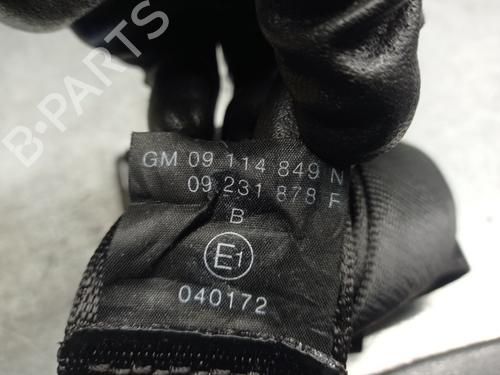 B-PARTS
GM 09 114 849 N
09 231 878 F
B
E1
040172